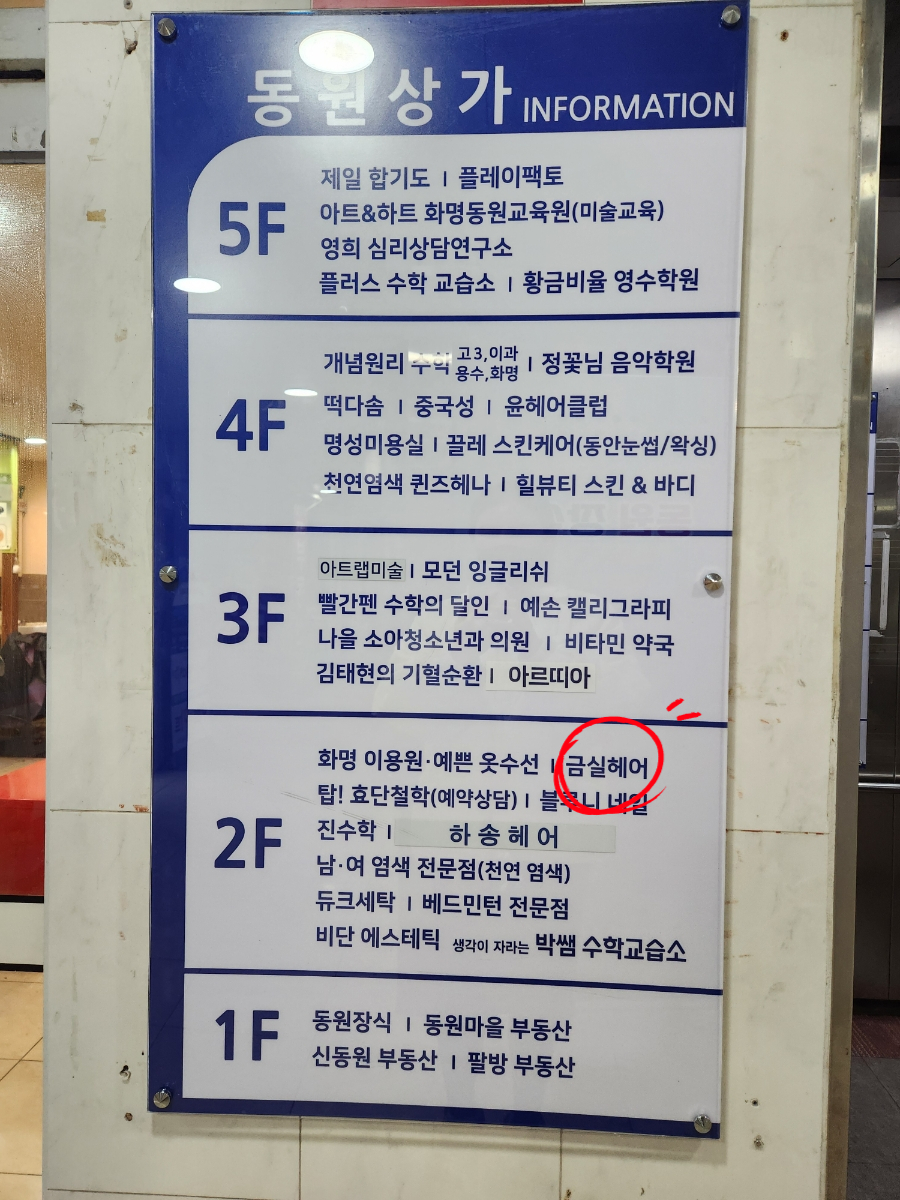 동원상가 INFORMATION
5F
제일 합기도 | 플레이팩토
아트&하트 화명동원교육원(미술교육)
영희 심리상담연구소
플러스 수학 교습소 | 황금비율 영수학원
4F
개념원리 수학 고3,이과 용수,화명 | 정꽃님 음악학원
떡다솜 | 중국성 | 윤헤어클럽
명성미용실 | 끌레 스킨케어(동안눈썹/왁싱)
천연염색 퀸즈헤나 | 힐뷰티 스킨 & 바디
3F
아트랩미술 | 모던 잉글리쉬
빨간펜 수학의 달인 | 예손 캘리그라피
나을 소아청소년과 의원 | 비타민 약국
김태현의 기혈순환 | 아르띠아
2F
화명 이용원·예쁜 옷수선 | 금실헤어
탑! 효단철학(예약상담) | 블루니 네일
진수학 | 하송헤어
남·여 염색 전문점(천연 염색)
듀크세탁 | 베드민턴 전문점
비단 에스테틱 생각이 자라는 박쌤 수학교습소
1F
동원장식 | 동원마을 부동산
신동원 부동산 | 팔방 부동산